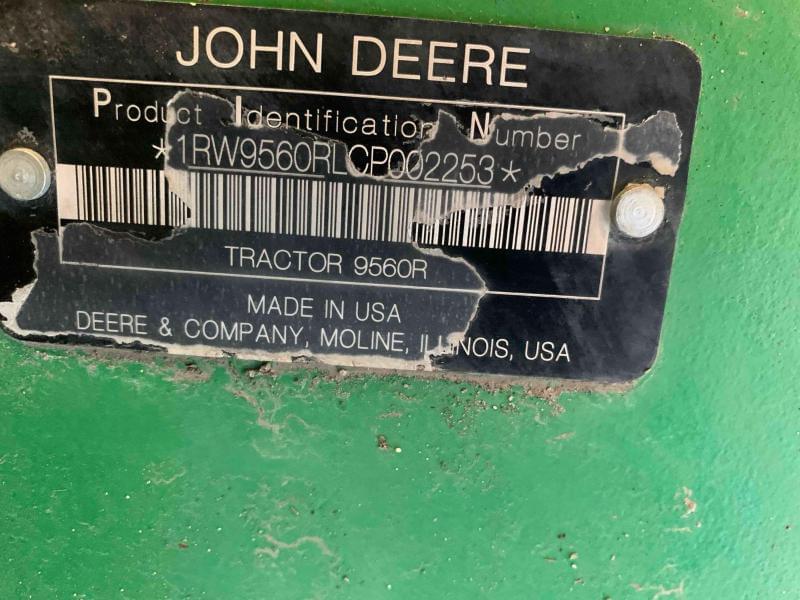 JOHN DEERE
Product Identification Number
*1RW9560RLCP002253*
TRACTOR 9560R
MADE IN USA
DEERE & COMPANY, MOLINE, ILLINOIS, USA